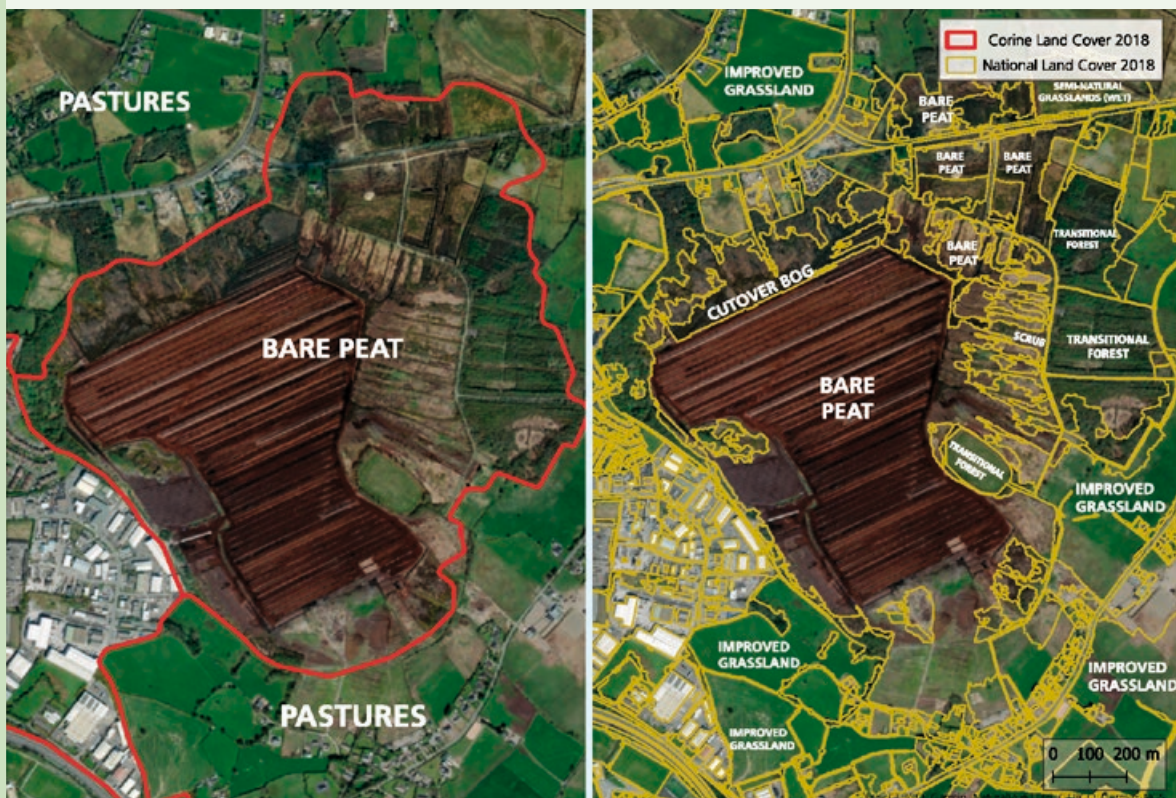 PASTURES
BARE PEAT
PASTURES
Corine Land Cover 2018
National Land Cover 2018
IMPROVED
GRASSLAND
BARE
PEAT
SEMI-NATURAL
GRASSLANDS (WET)
BARE
PEAT
BARE
PEAT
BARE
PEAT
TRANSITIONAL
FOREST
CUTOVER BOG
SCRUB
TRANSITIONAL
FOREST
BARE
PEAT
TRANSITIONAL
FOREST
IMPROVED
GRASSLAND
IMPROVED
GRASSLAND
IMPROVED
GRASSLAND
IMPROVED
GRASSLAND
0 100 200 m